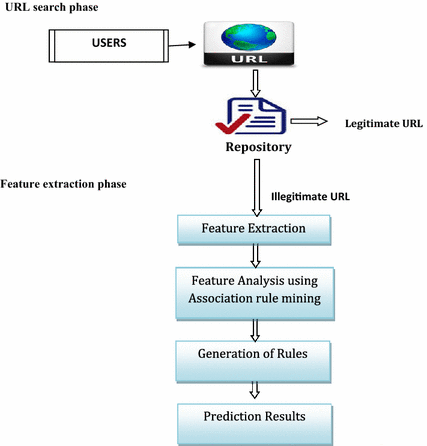 URL search phase
USERS
URL
Legitimate URL
Repository
Feature extraction phase
Illegitimate URL
Feature Extraction
Feature Analysis using
Association rule mining
Generation of Rules
Prediction Results